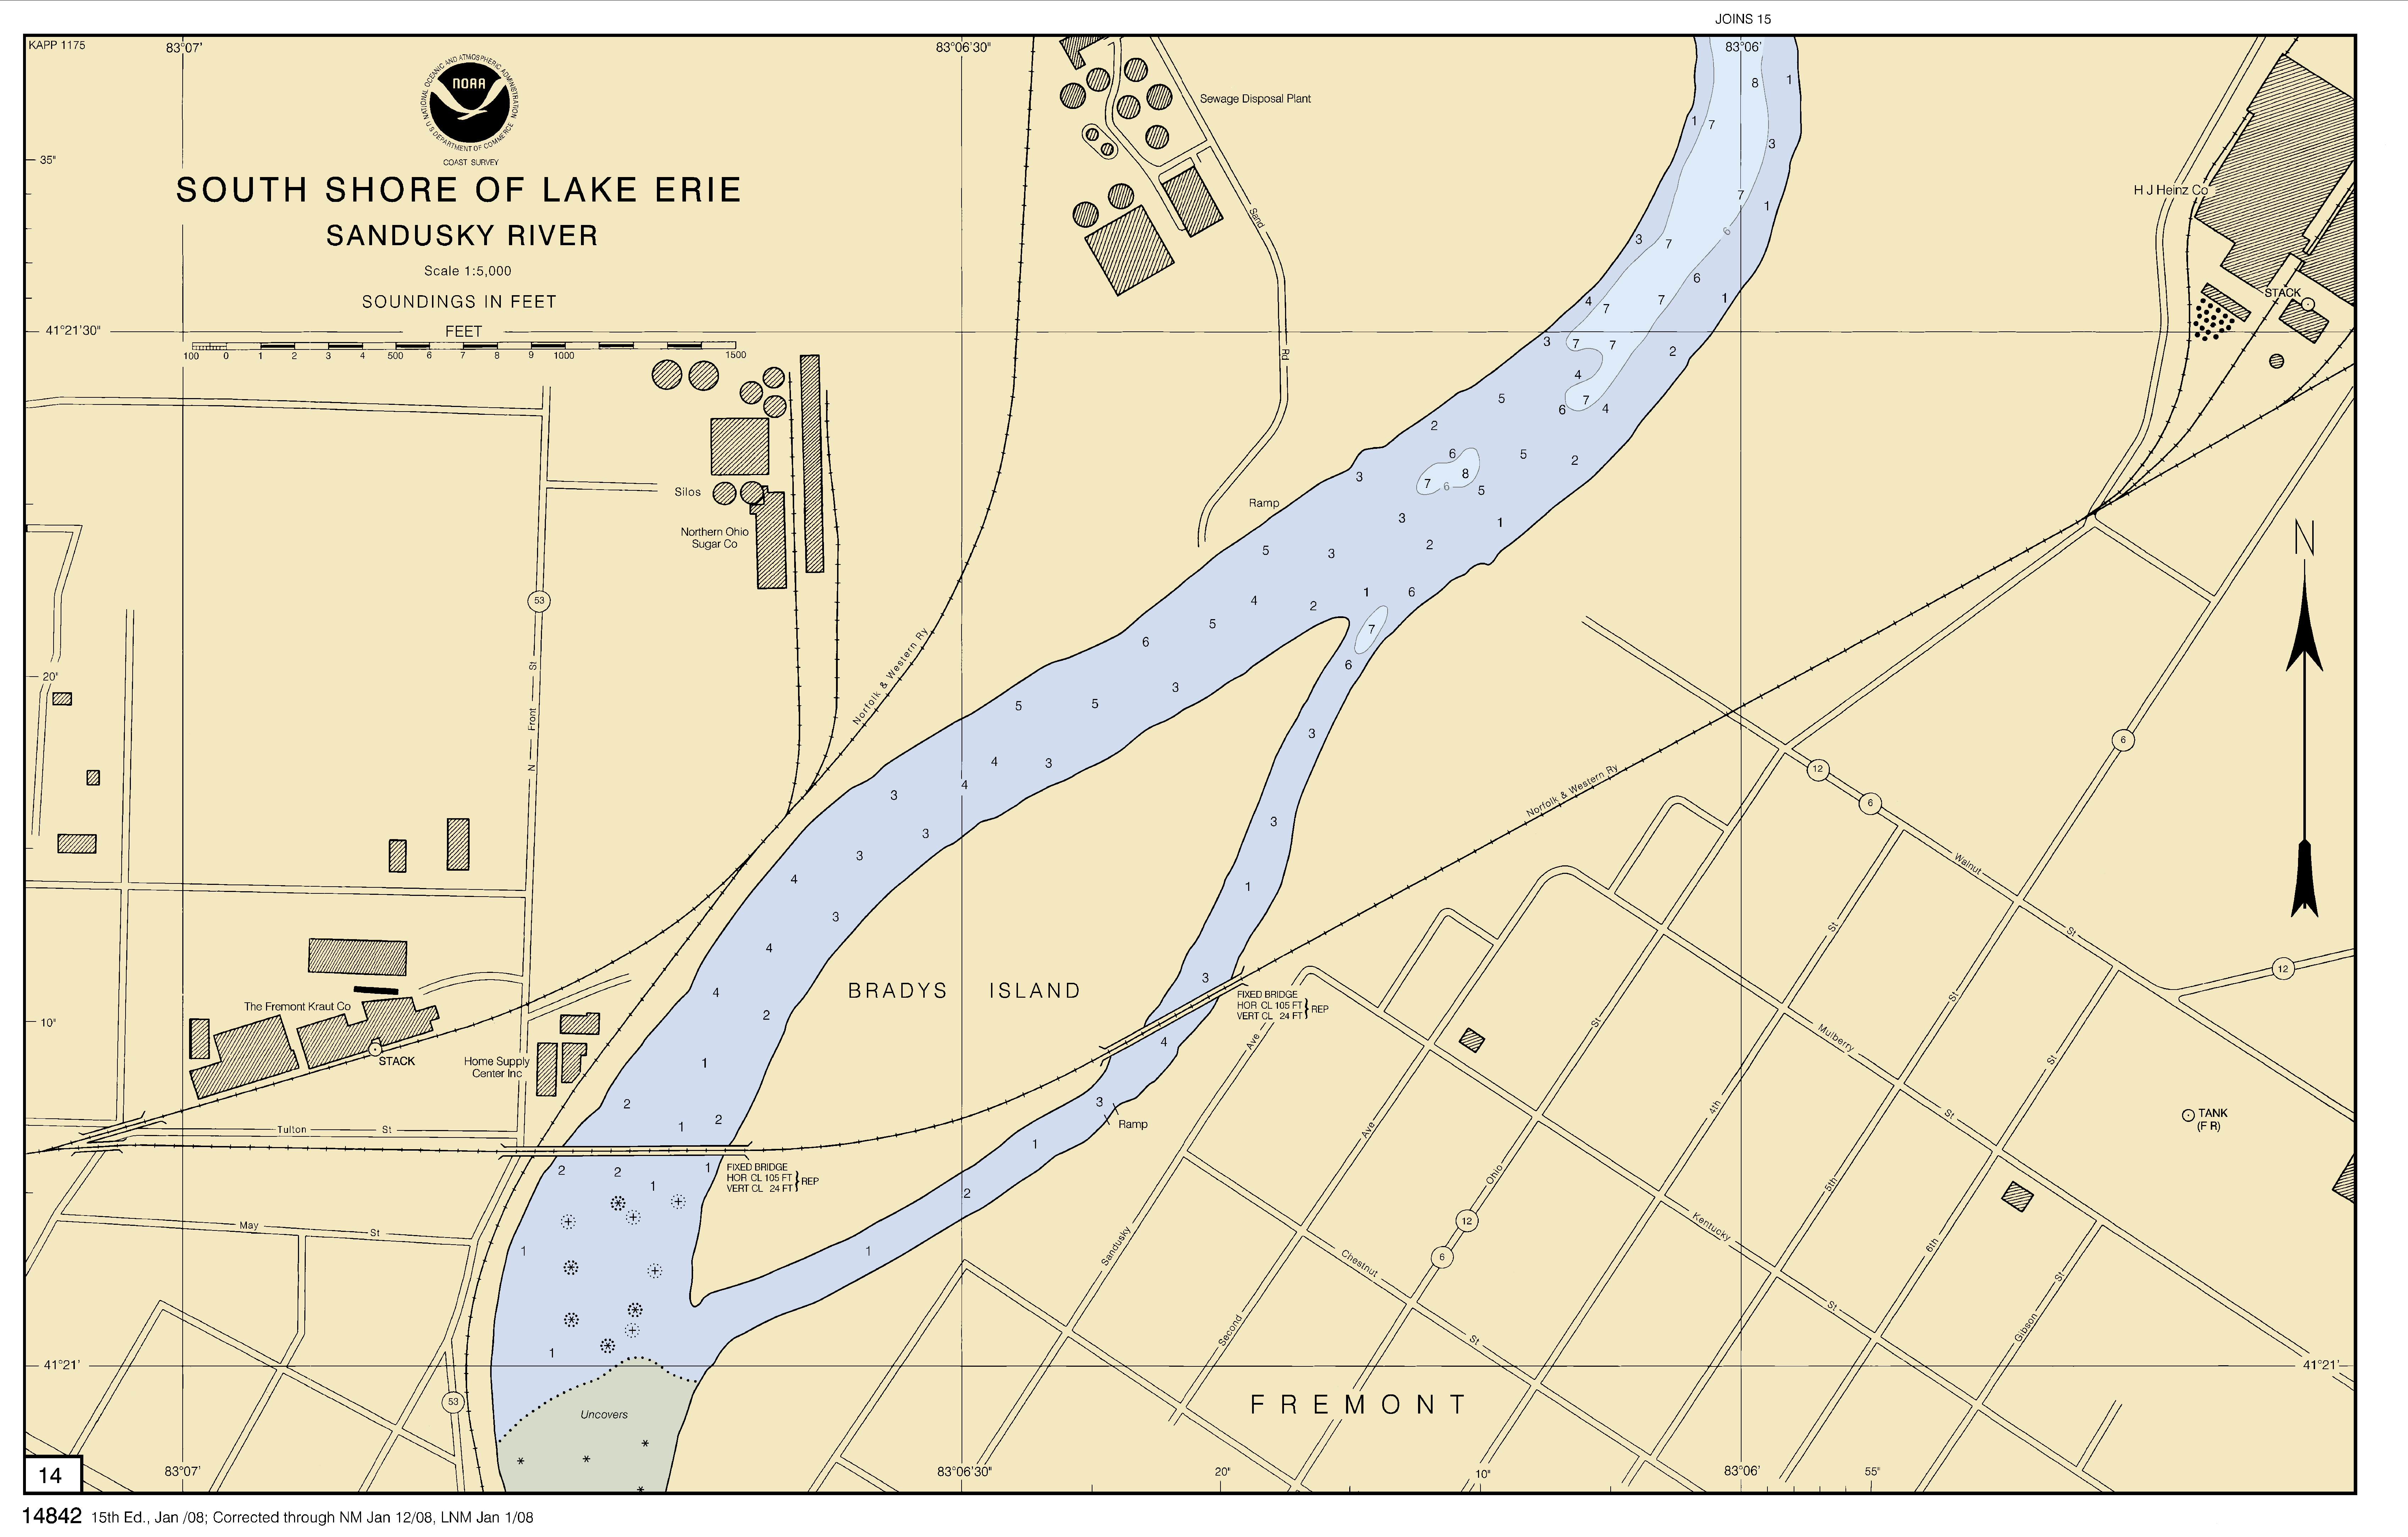 JOINS 15
KAPP 1175
83°07'
83°06'30"
83°06'
NATIONAL OCEANIC AND ATMOSPHERIC ADMINISTRATION
U S DEPARTMENT OF COMMERCE
NOAA
COAST SURVEY
SOUTH SHORE OF LAKE ERIE
SANDUSKY RIVER
Scale 1:5,000
SOUNDINGS IN FEET
FEET
100 0 1 2 3 4 500 6 7 8 9 1000 1500
35"
41°21'30"
20"
10"
41°21'
Sewage Disposal Plant
Sand
Rd
H J Heinz Co
STACK
8 1
1 7
3
7
1
6
3 7
6
4 7 7 1
3 7 7 2
4
5 6 7 4
2
6 5 2
3 8
7 6 5
3 1
Ramp
5 3 2
4 2 1 6
5
6 7
6
3
5 5
3
4 3
4
3
3
3
3
4
1
3
4
3
4
2
4
1
3
2
1 2
1
2
2 2 1
1
1
1
1
Silos
Northern Ohio
Sugar Co
53
N Front St
Norfolk & Western Ry
N
Norfolk & Western Ry
12
6
6
Walnut
St
12
St
St
St
St
BRADYS ISLAND
FIXED BRIDGE
HOR CL 105 FT
VERT CL 24 FT
REP
The Fremont Kraut Co
STACK
Home Supply
Center Inc
Tulton St
Ramp
FIXED BRIDGE
HOR CL 105 FT
VERT CL 24 FT
REP
May St
Ave
Ave
Mulberry
St
4th
TANK
(F R)
Ohio
5th
12
6
Kentucky
St
6th
St
Sandusky
Second
Chestnut
St
Gibson
53
Uncovers
FREMONT
41°21'
14
83°07'
83°06'30"
20"
10"
83°06'
55"
14842 15th Ed., Jan /08; Corrected through NM Jan 12/08, LNM Jan 1/08